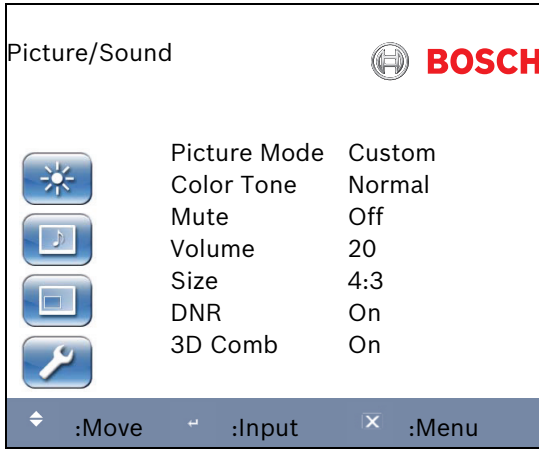 Picture/Sound
BOSCH
Picture Mode Custom
Color Tone Normal
Mute Off
Volume 20
Size 4:3
DNR On
3D Comb On
:Move :Input :Menu